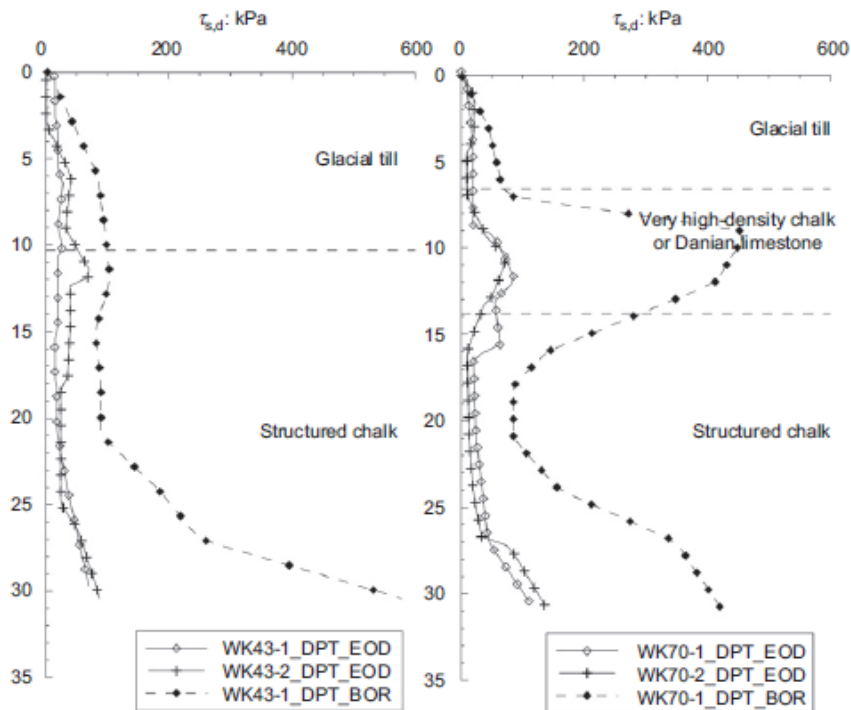 τs,d: kPa
0 200 400 600
0
5
10
15
20
25
30
35
Glacial till
Structured chalk
WK43-1_DPT_EOD
WK43-2_DPT_EOD
WK43-1_DPT_BOR
τs,d: kPa
0 200 400 600
0
5
10
15
20
25
30
35
Glacial till
Very high-density chalk
or Danian limestone
Structured chalk
WK70-1_DPT_EOD
WK70-2_DPT_EOD
WK70-1_DPT_BOR